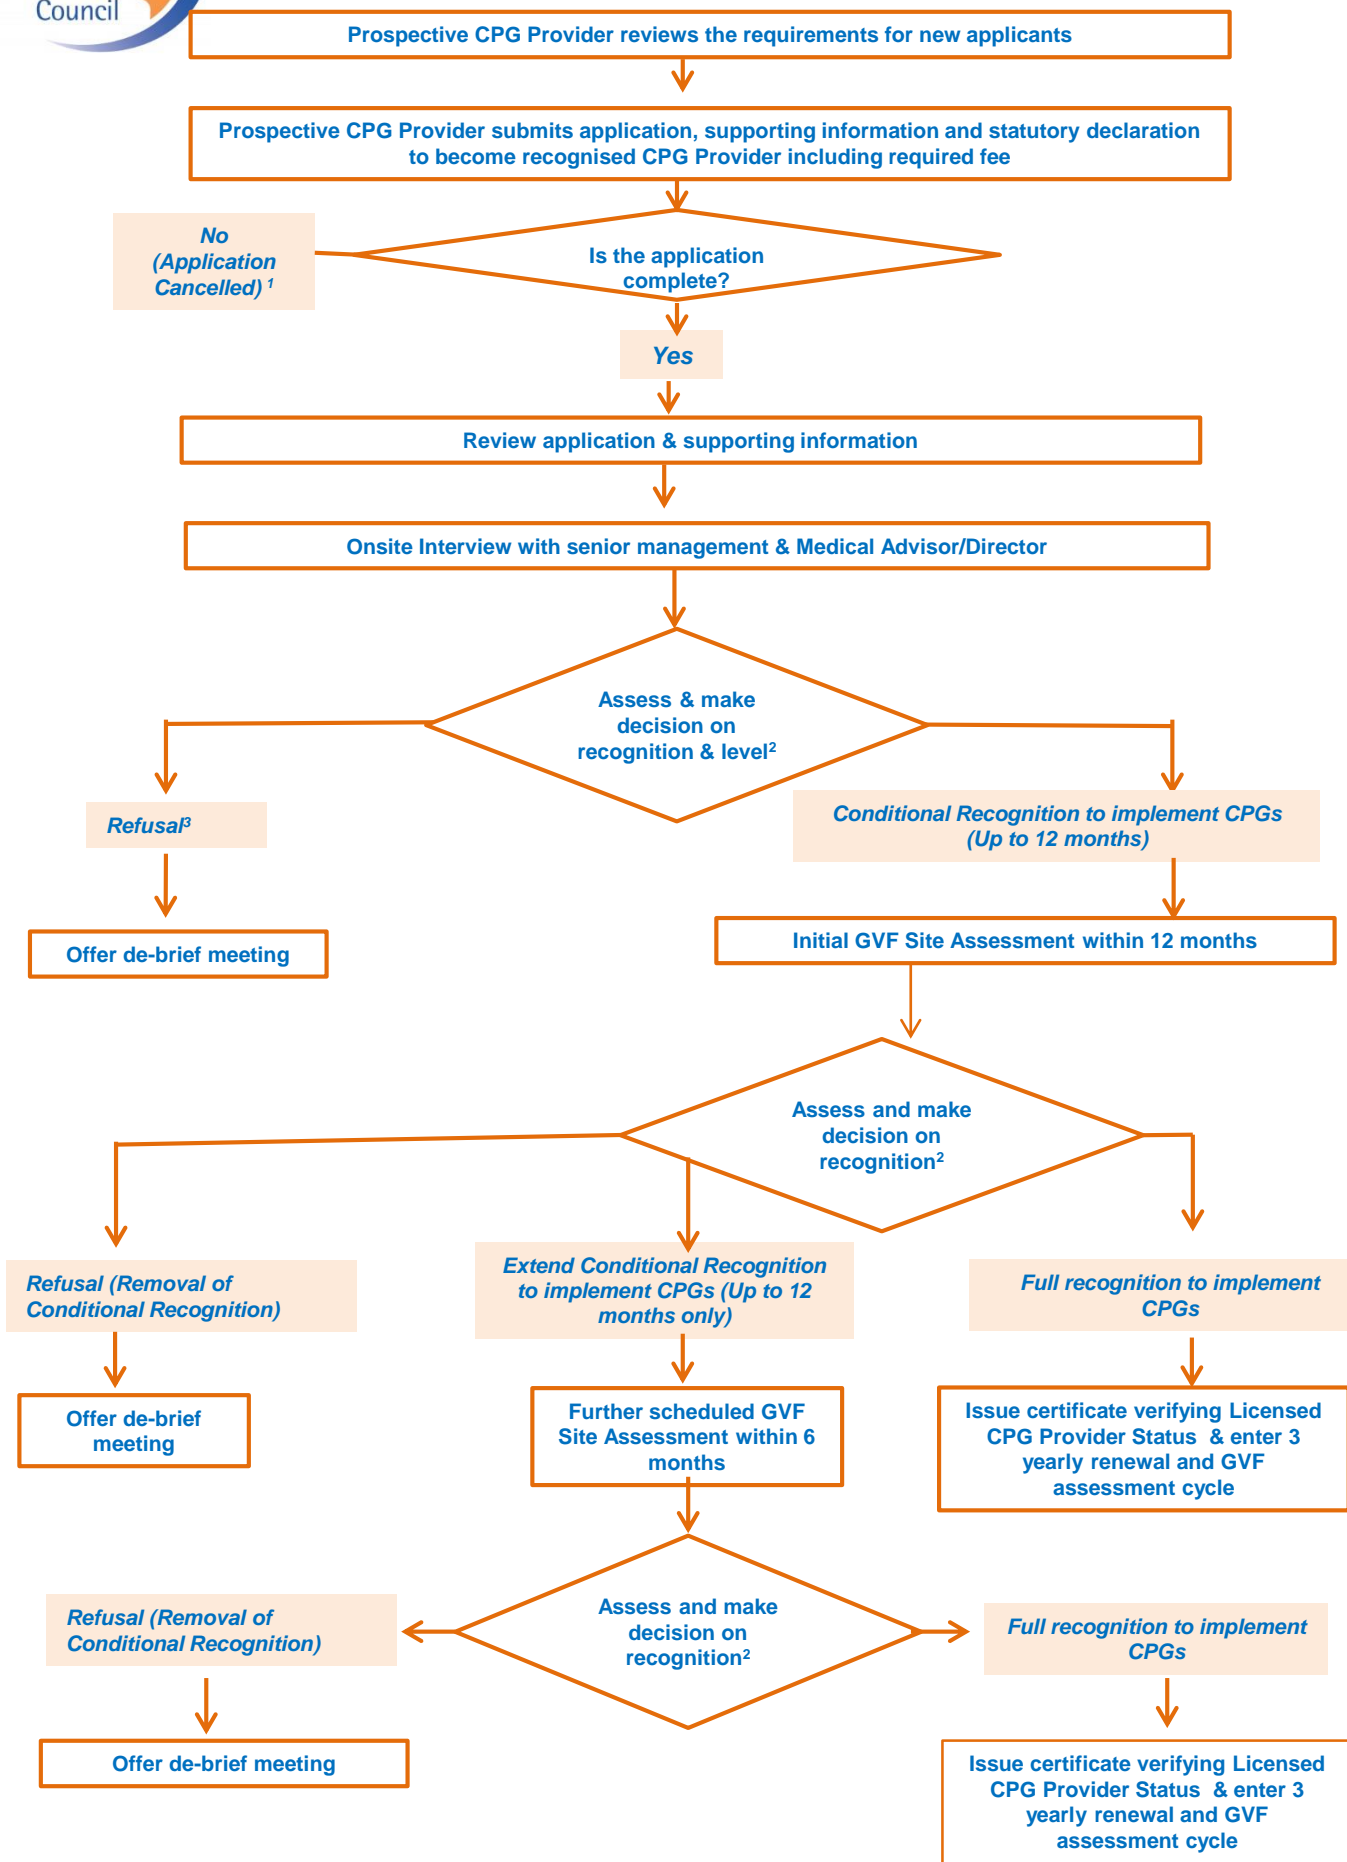 Council
Prospective CPG Provider reviews the requirements for new applicants
Prospective CPG Provider submits application, supporting information and statutory declaration
to become recognised CPG Provider including required fee
No
(Application
Cancelled) 1
Is the application
complete?
Yes
Review application & supporting information
Onsite Interview with senior management & Medical Advisor/Director
Assess & make
decision on
recognition & level2
Refusal3
Conditional Recognition to implement CPGs
(Up to 12 months)
Offer de-brief meeting
Initial GVF Site Assessment within 12 months
Assess and make
decision on
recognition2
Refusal (Removal of
Conditional Recognition)
Extend Conditional Recognition
to implement CPGs (Up to 12
months only)
Full recognition to implement
CPGs
Offer de-brief
meeting
Further scheduled GVF
Site Assessment within 6
months
Issue certificate verifying Licensed
CPG Provider Status & enter 3
yearly renewal and GVF
assessment cycle
Refusal (Removal of
Conditional Recognition)
Assess and make
decision on
recognition2
Full recognition to implement
CPGs
Offer de-brief meeting
Issue certificate verifying Licensed
CPG Provider Status & enter 3
yearly renewal and GVF
assessment cycle